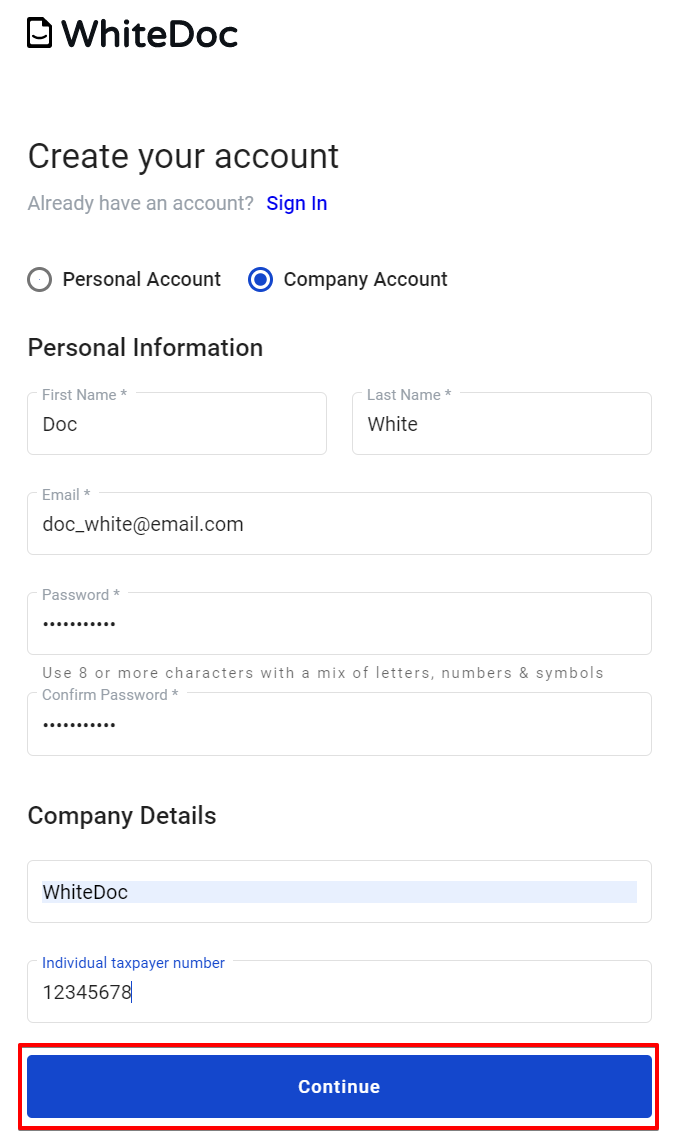 WhiteDoc
Create your account
Already have an account? Sign In
Personal Account Company Account
Personal Information
First Name * Last Name *
Doc White
Email *
doc_white@email.com
Password *
•••••••••••
Use 8 or more characters with a mix of letters, numbers & symbols
Confirm Password *
•••••••••••
Company Details
WhiteDoc
Individual taxpayer number
12345678
Continue